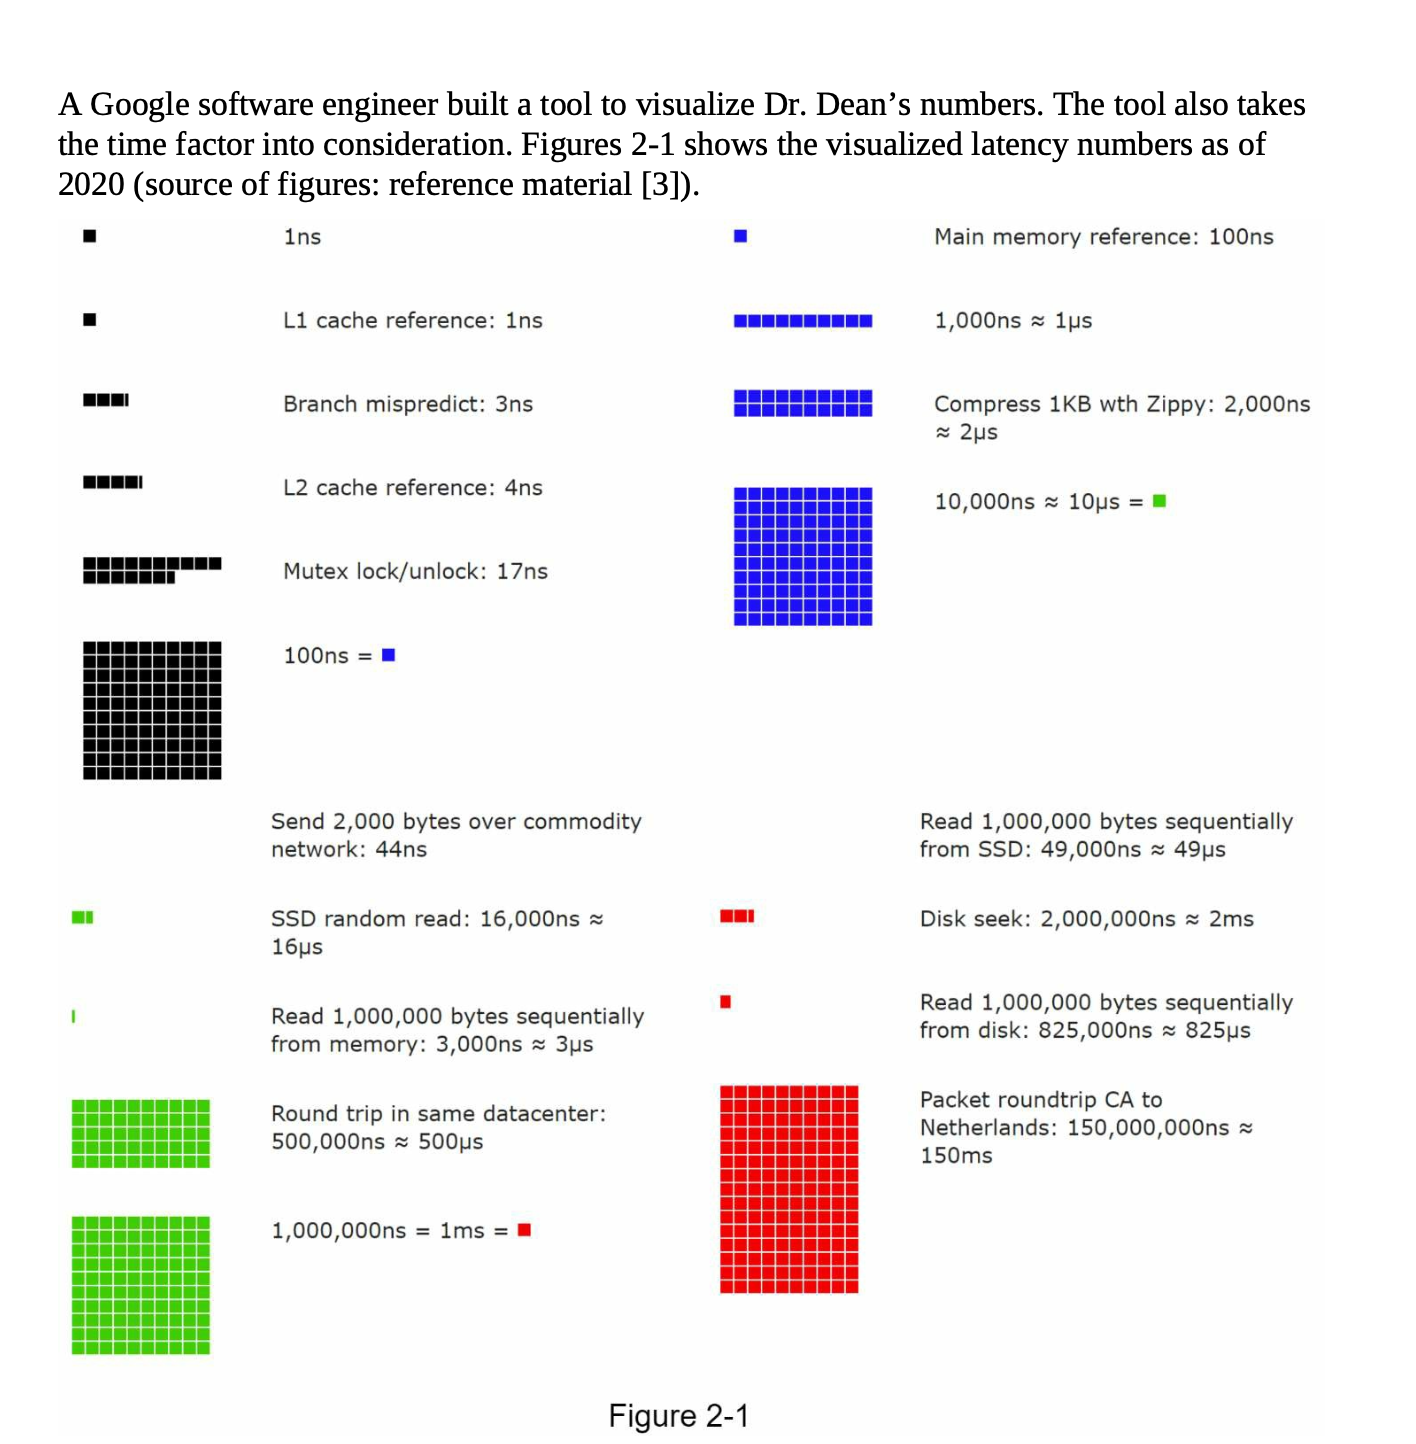 A Google software engineer built a tool to visualize Dr. Dean’s numbers. The tool also takes
the time factor into consideration. Figures 2-1 shows the visualized latency numbers as of
2020 (source of figures: reference material [3]).
1ns
L1 cache reference: 1ns
Branch mispredict: 3ns
L2 cache reference: 4ns
Mutex lock/unlock: 17ns
100ns =
Main memory reference: 100ns
1,000ns ≈ 1μs
Compress 1KB wth Zippy: 2,000ns
≈ 2μs
10,000ns ≈ 10μs =
Send 2,000 bytes over commodity
network: 44ns
SSD random read: 16,000ns ≈
16μs
Read 1,000,000 bytes sequentially
from memory: 3,000ns ≈ 3μs
Round trip in same datacenter:
500,000ns ≈ 500μs
1,000,000ns = 1ms =
Read 1,000,000 bytes sequentially
from SSD: 49,000ns ≈ 49μs
Disk seek: 2,000,000ns ≈ 2ms
Read 1,000,000 bytes sequentially
from disk: 825,000ns ≈ 825μs
Packet roundtrip CA to
Netherlands: 150,000,000ns ≈
150ms
Figure 2-1